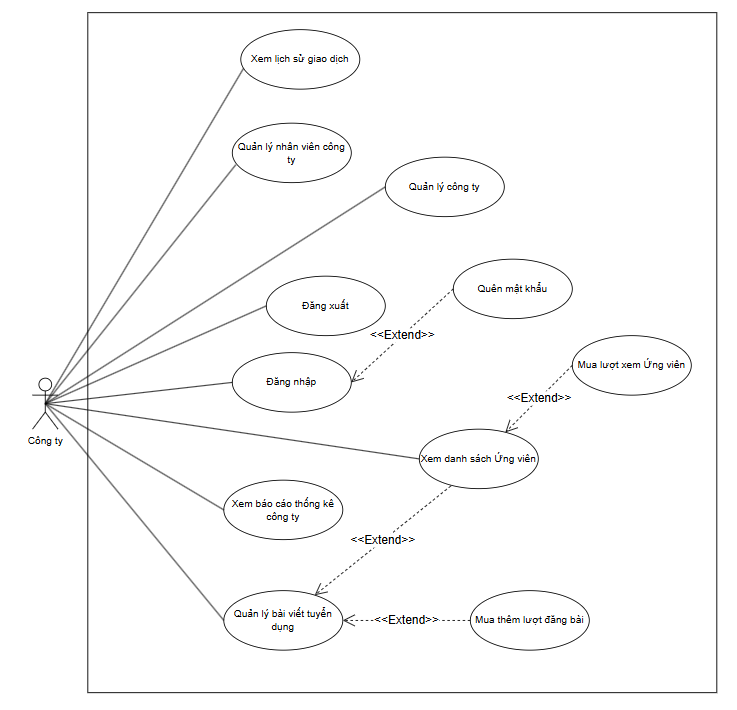 Xem lịch sử giao dịch
Quản lý nhân viên công
ty
Quản lý công ty
Quên mật khẩu
Đăng xuất
<<Extend>>
Mua lượt xem Ứng viên
Đăng nhập
<<Extend>>
Công ty
Xem danh sách Ứng viên
Xem báo cáo thống kê
công ty
<<Extend>>
Quản lý bài viết tuyển
dụng
<<Extend>>
Mua thêm lượt đăng bài